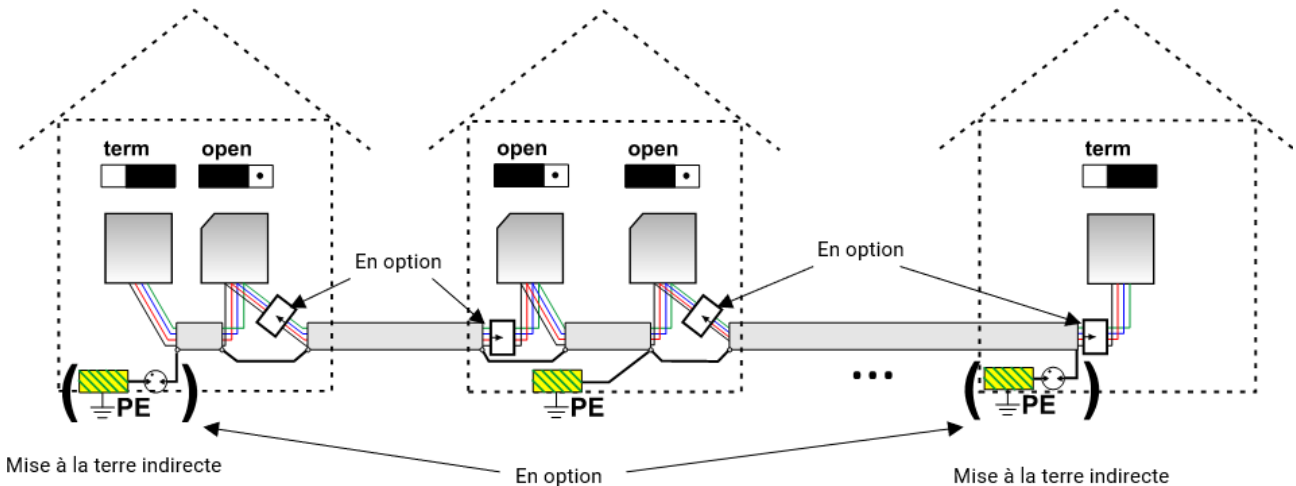 term open
open open
term
En option
En option
PE
PE
PE
Mise à la terre indirecte
En option
Mise à la terre indirecte